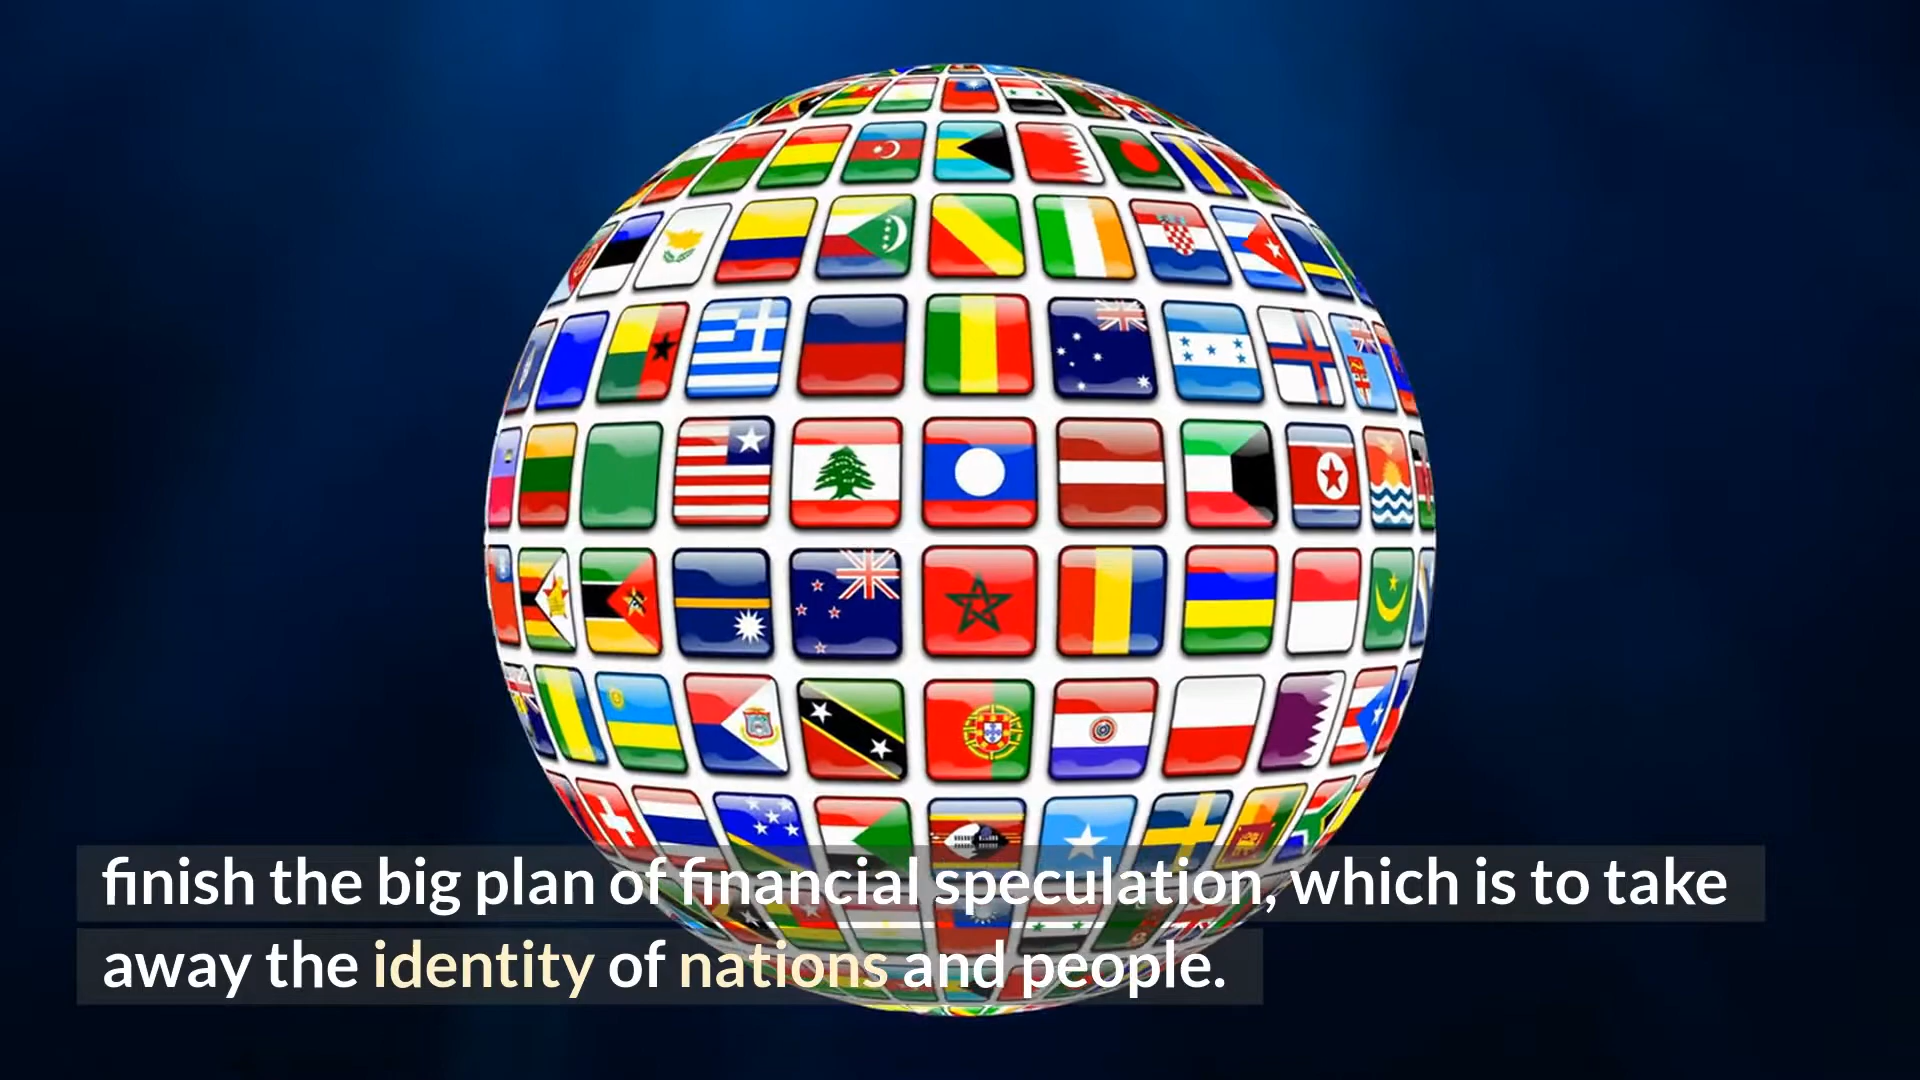 finish the big plan of financial speculation, which is to take
away the identity of nations and people.